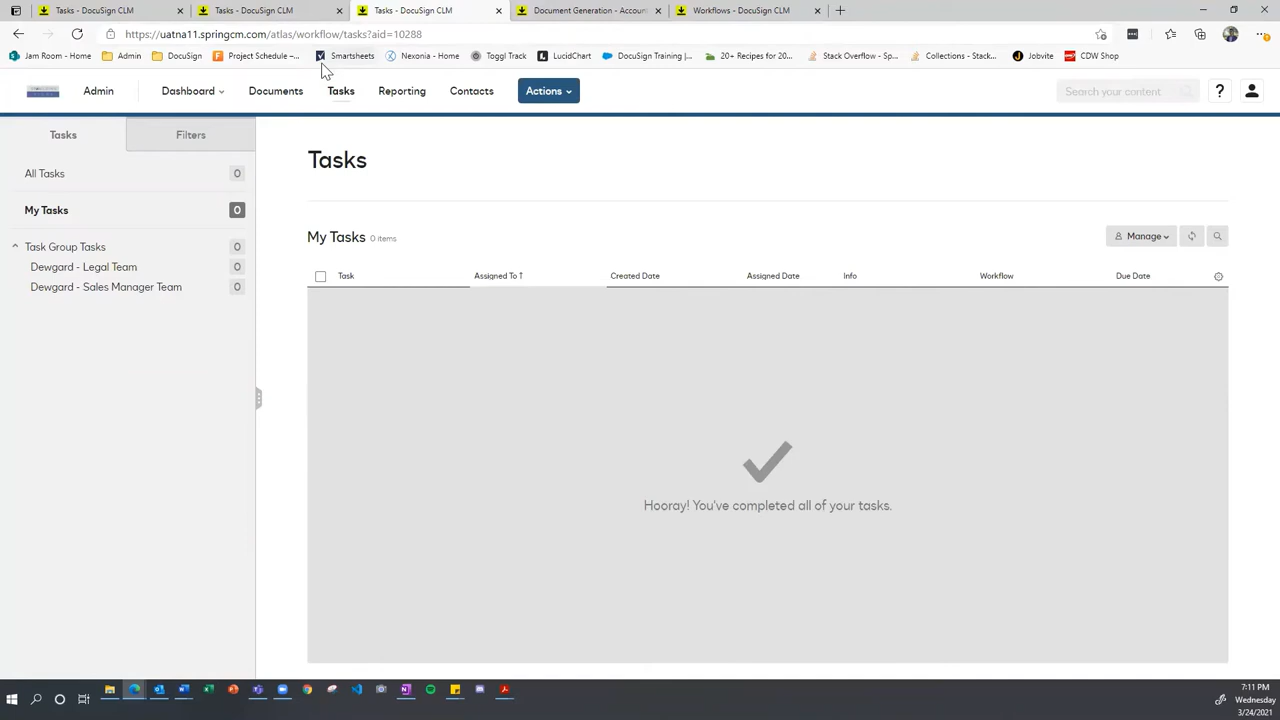 Tasks - DocuSign CLM
Tasks - DocuSign CLM
Tasks - DocuSign CLM
Document Generation - Accoun
Workflows - DocuSign CLM
https://uatna11.springcm.com/atlas/workflow/tasks?aid=10288
Jam Room - Home
Admin
DocuSign
Project Schedule –...
Smartsheets
Nexonia - Home
Toggl Track
LucidChart
DocuSign Training |...
20+ Recipes for 20...
Stack Overflow - Sp...
Collections - Stack...
Jobvite
CDW Shop
Admin
Dashboard
Documents
Tasks
Reporting
Contacts
Actions
Search your content
?
Tasks
Filters
All Tasks 0
My Tasks 0
Task Group Tasks 0
Dewgard - Legal Team 0
Dewgard - Sales Manager Team 0
Tasks
My Tasks 0 items
Manage
Task Assigned To ↑ Created Date Assigned Date Info Workflow Due Date
Hooray! You've completed all of your tasks.
7:11 PM
Wednesday
3/24/2021